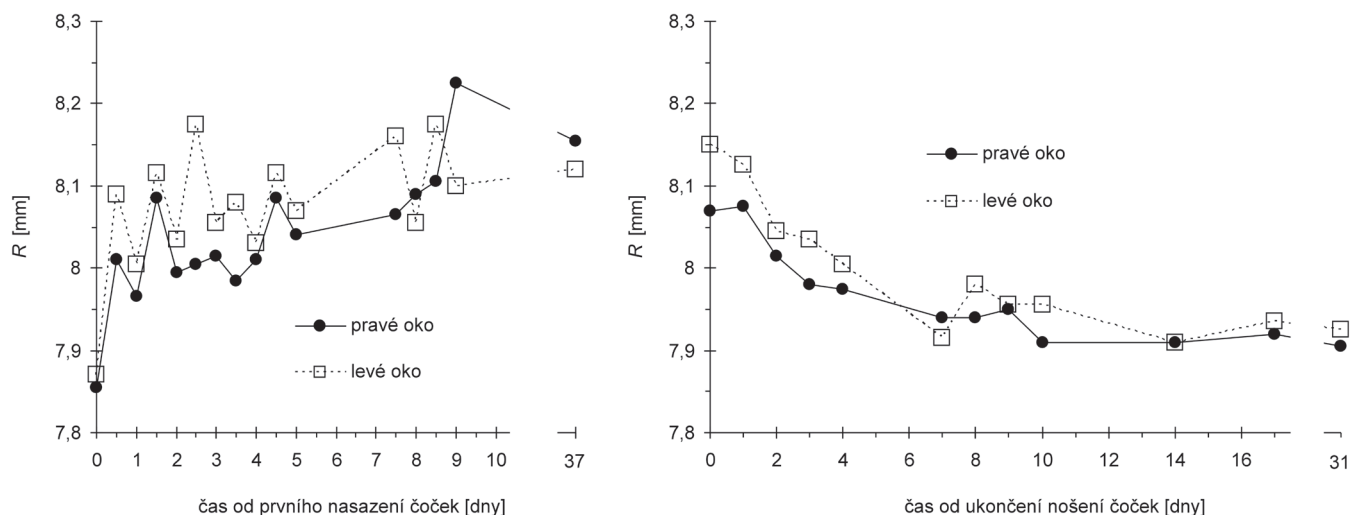 8,3
8,2
8,1
8
7,9
7,8
R [mm]
pravé oko
levé oko
0 1 2 3 4 5 6 7 8 9 10 37
čas od prvního nasazení čoček [dny]
8,3
8,2
8,1
8
7,9
7,8
R [mm]
pravé oko
levé oko
0 2 4 6 8 10 12 14 16 31
čas od ukončení nošení čoček [dny]